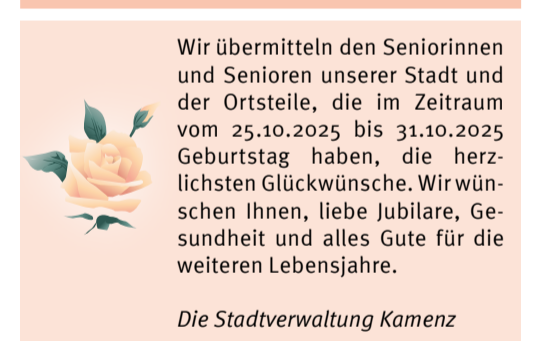 Wir übermitteln den Seniorinnen
und Senioren unserer Stadt und
der Ortsteile, die im Zeitraum
vom 25.10.2025 bis 31.10.2025
Geburtstag haben, die herz-
lichsten Glückwünsche. Wir wün-
schen Ihnen, liebe Jubilare, Ge-
sundheit und alles Gute für die
weiteren Lebensjahre.
Die Stadtverwaltung Kamenz